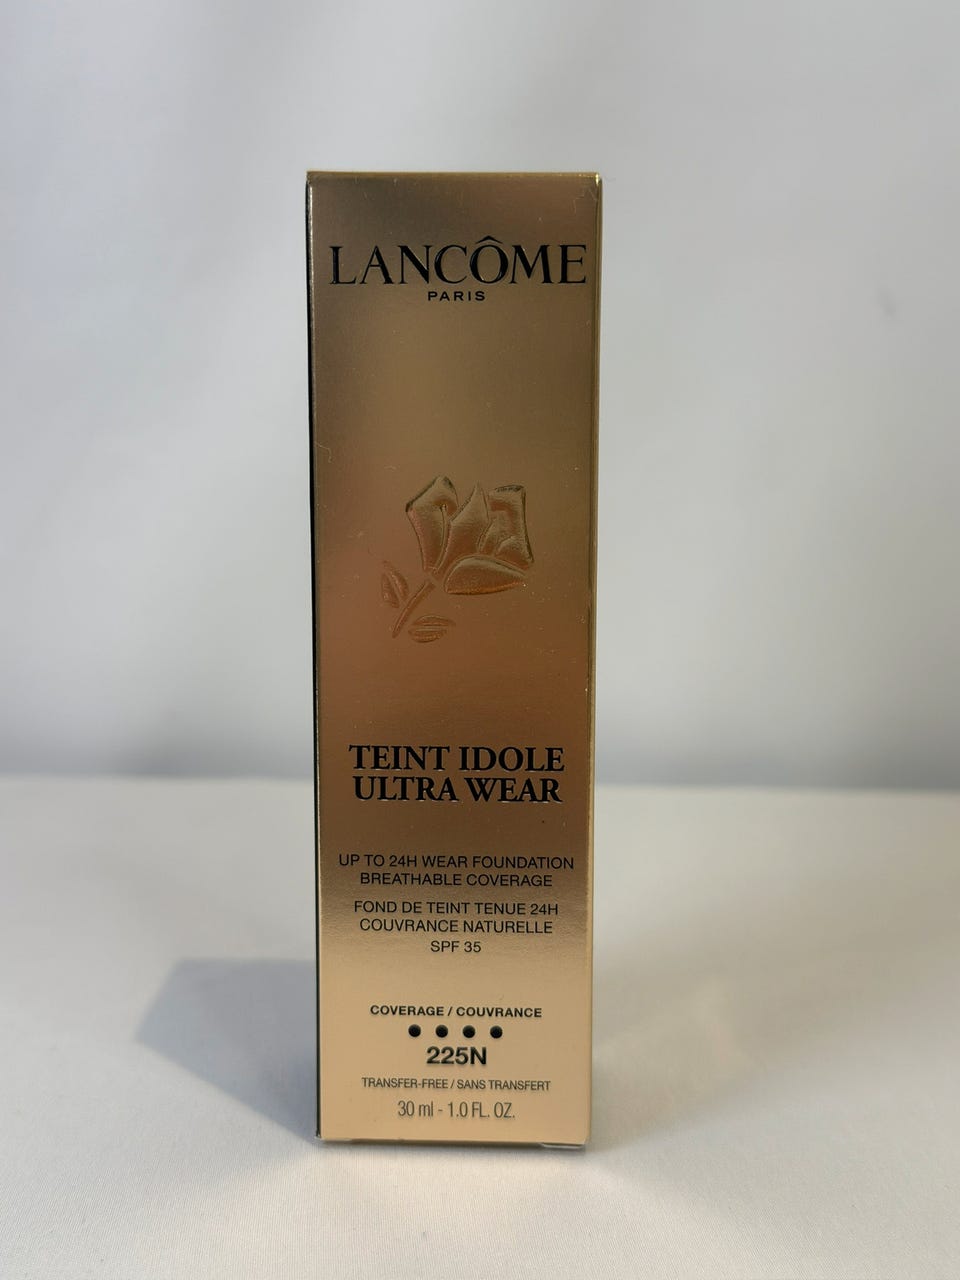 LANCÔME
PARIS
TEINT IDOLE
ULTRA WEAR
UP TO 24H WEAR FOUNDATION
BREATHABLE COVERAGE
FOND DE TEINT TENUE 24H
COUVRANCE NATURELLE
SPF 35
COVERAGE / COUVRANCE
225N
TRANSFER-FREE / SANS TRANSFERT
30 ml - 1.0 FL. OZ.